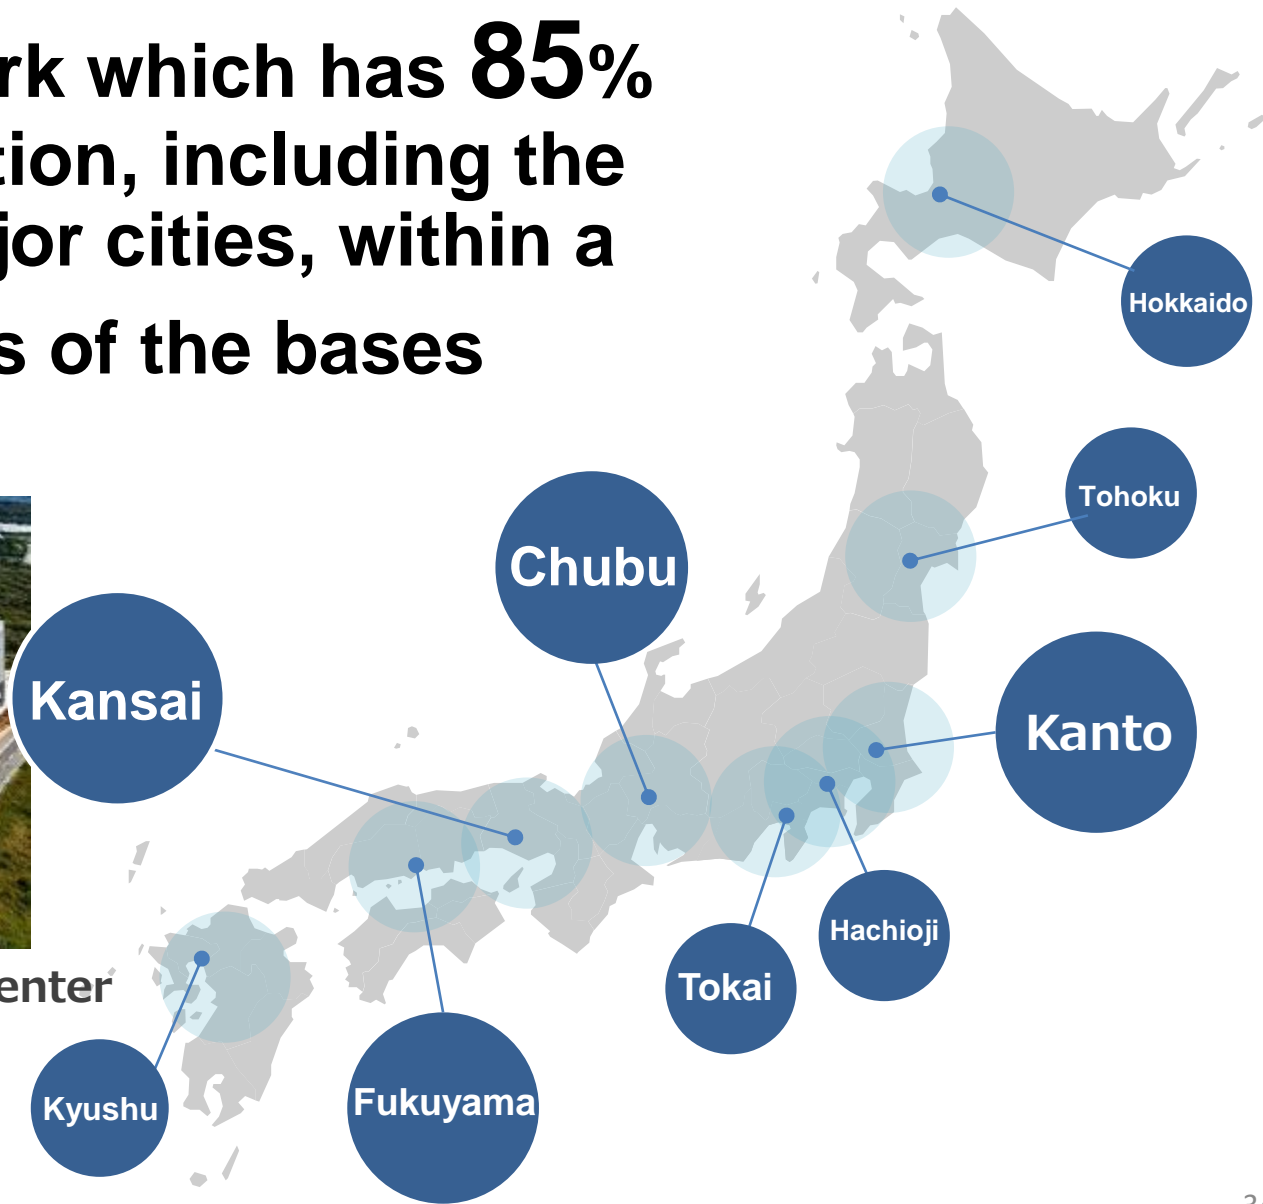 rk which has 85%
tion, including the
jor cities, within a
s of the bases
Hokkaido
Tohoku
Chubu
Kansai
Kanto
Hachioji
Tokai
enter
Fukuyama
Kyushu